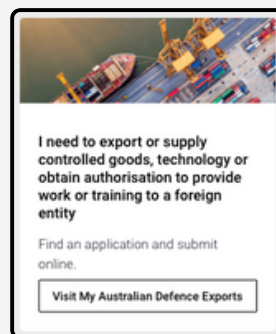 I need to export or supply
controlled goods, technology or
obtain authorisation to provide
work or training to a foreign
entity
Find an application and submit
online.
Visit My Australian Defence Exports